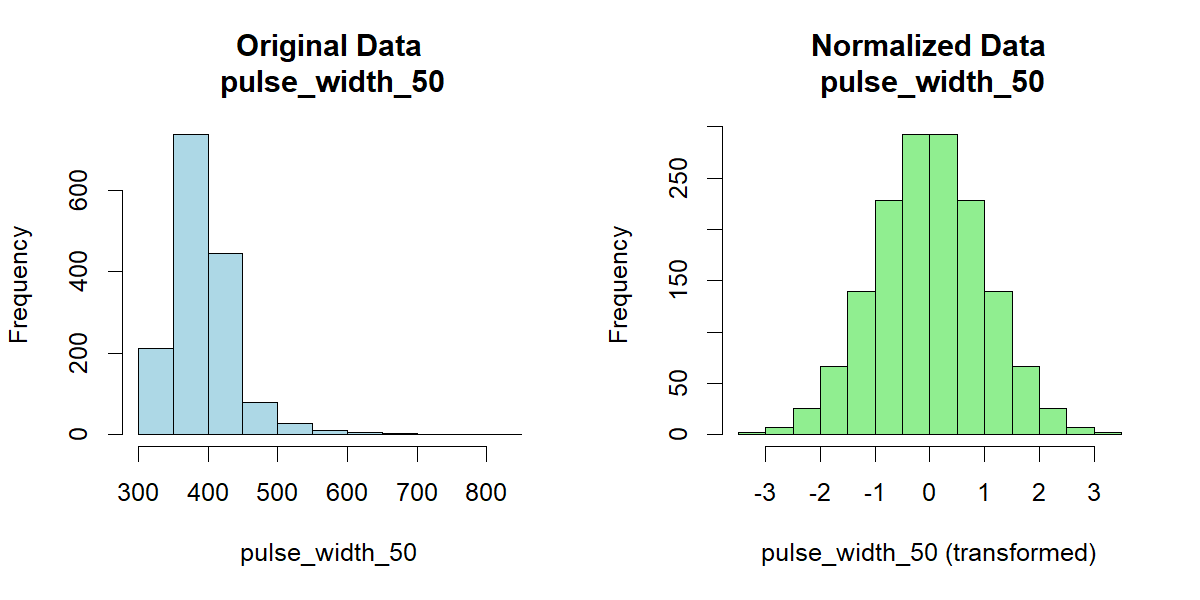 Original Data
pulse_width_50
Frequency
0
200
400
600
300 400 500 600 700 800
pulse_width_50
Normalized Data
pulse_width_50
Frequency
0
50
150
250
-3 -2 -1 0 1 2 3
pulse_width_50 (transformed)